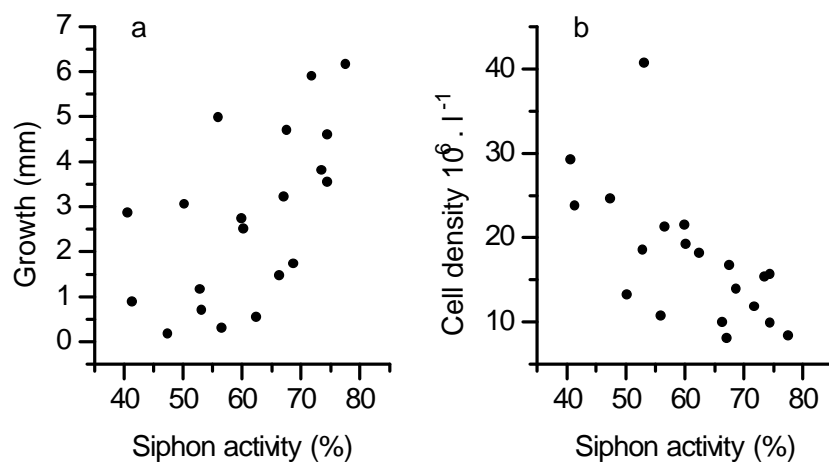 a
7
6
5
4
3
2
1
0
Growth (mm)
40 50 60 70 80
Siphon activity (%)
b
40
30
20
10
Cell density 10⁶ . l⁻¹
40 50 60 70 80
Siphon activity (%)